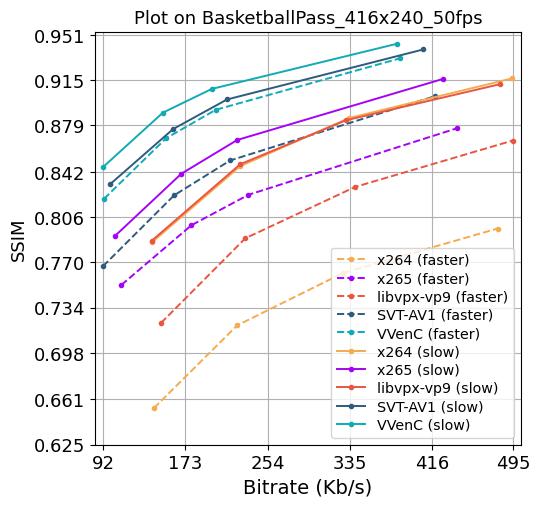 Plot on BasketballPass_416x240_50fps
SSIM
0.951
0.915
0.879
0.842
0.806
0.770
0.734
0.698
0.661
0.625
x264 (faster)
x265 (faster)
libvpx-vp9 (faster)
SVT-AV1 (faster)
VVenC (faster)
x264 (slow)
x265 (slow)
libvpx-vp9 (slow)
SVT-AV1 (slow)
VVenC (slow)
92 173 254 335 416 495
Bitrate (Kb/s)